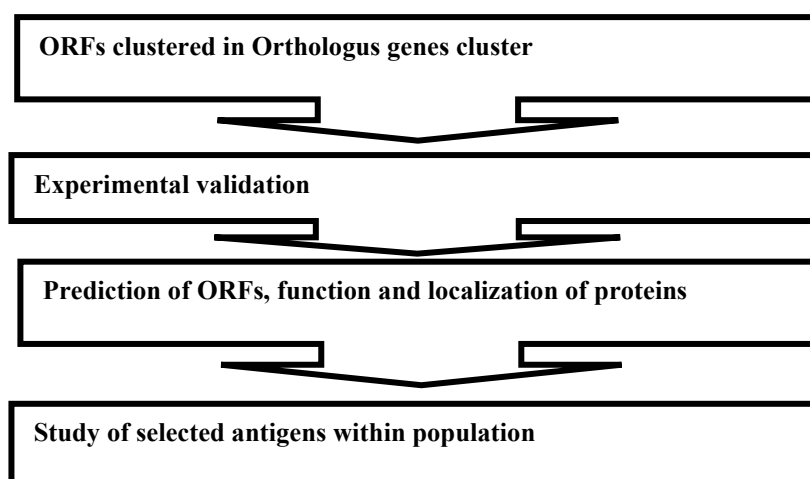 ORFs clustered in Orthologus genes cluster
Experimental validation
Prediction of ORFs, function and localization of proteins
Study of selected antigens within population